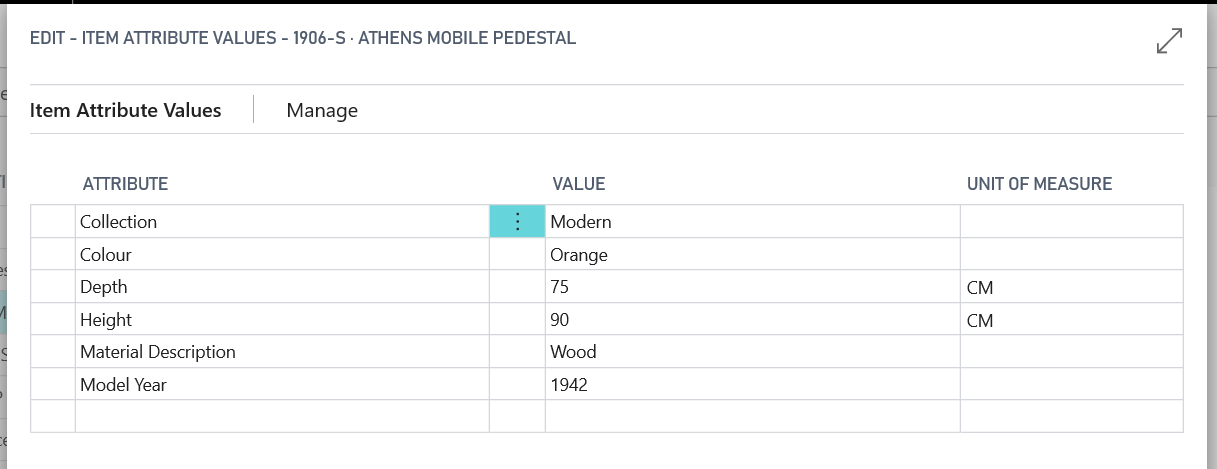 EDIT - ITEM ATTRIBUTE VALUES - 1906-S · ATHENS MOBILE PEDESTAL
Item Attribute Values Manage
ATTRIBUTE VALUE UNIT OF MEASURE
Collection Modern
Colour Orange
Depth 75 CM
Height 90 CM
Material Description Wood
Model Year 1942